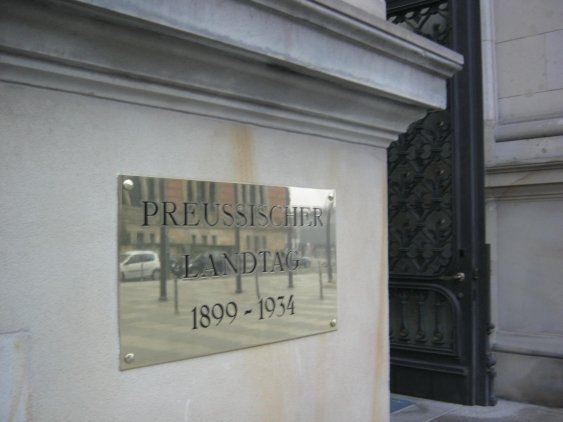 PREUSSISCHER
LANDTAG
1899 - 1934